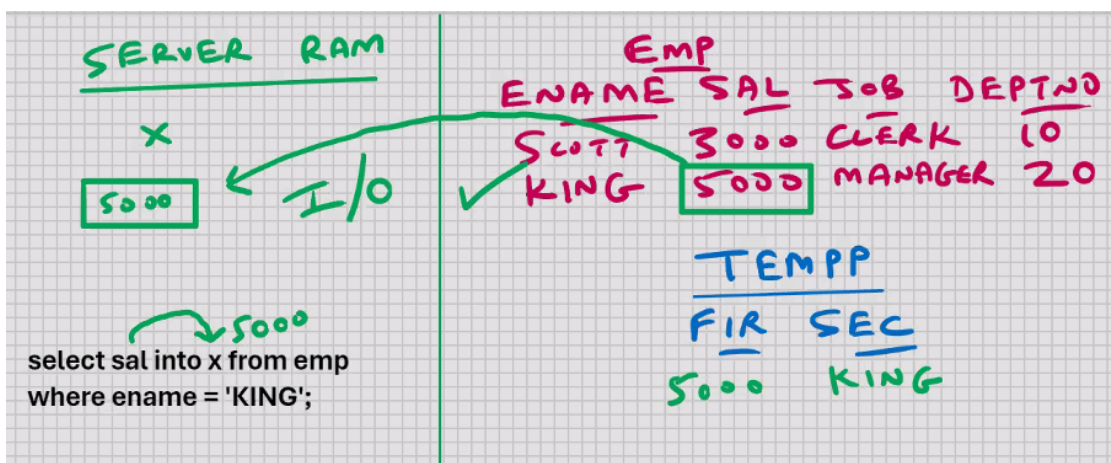 SERVER RAM
X
5000
I/O
5000
select sal into x from emp
where ename = 'KING';
EMP
ENAME SAL JOB DEPTNO
SCOTT 3000 CLERK 10
KING 5000 MANAGER 20
TEMPP
FIR SEC
5000 KING